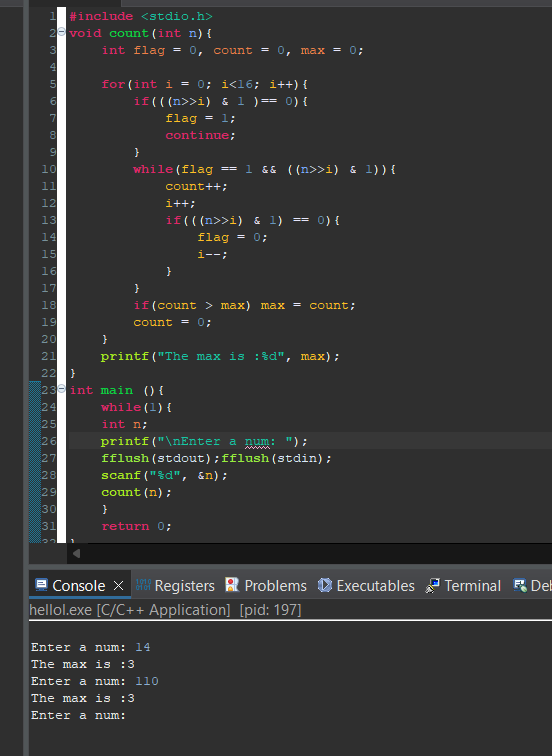 1 #include <stdio.h>
2 void count(int n){
3 int flag = 0, count = 0, max = 0;
4
5 for(int i = 0; i<16; i++){
6 if(((n>>i) & 1 )== 0){
7 flag = 1;
8 continue;
9 }
10 while(flag == 1 && ((n>>i) & 1)){
11 count++;
12 i++;
13 if(((n>>i) & 1) == 0){
14 flag = 0;
15 i--;
16 }
17 }
18 if(count > max) max = count;
19 count = 0;
20 }
21 printf("The max is :%d", max);
22 }
23 int main (){
24 while(1){
25 int n;
26 printf("\nEnter a num: ");
27 fflush(stdout);fflush(stdin);
28 scanf("%d", &n);
29 count(n);
30 }
31 return 0;
32 }
Console Registers Problems Executables Terminal
hellol.exe [C/C++ Application] [pid: 197]
Enter a num: 14
The max is :3
Enter a num: 110
The max is :3
Enter a num: